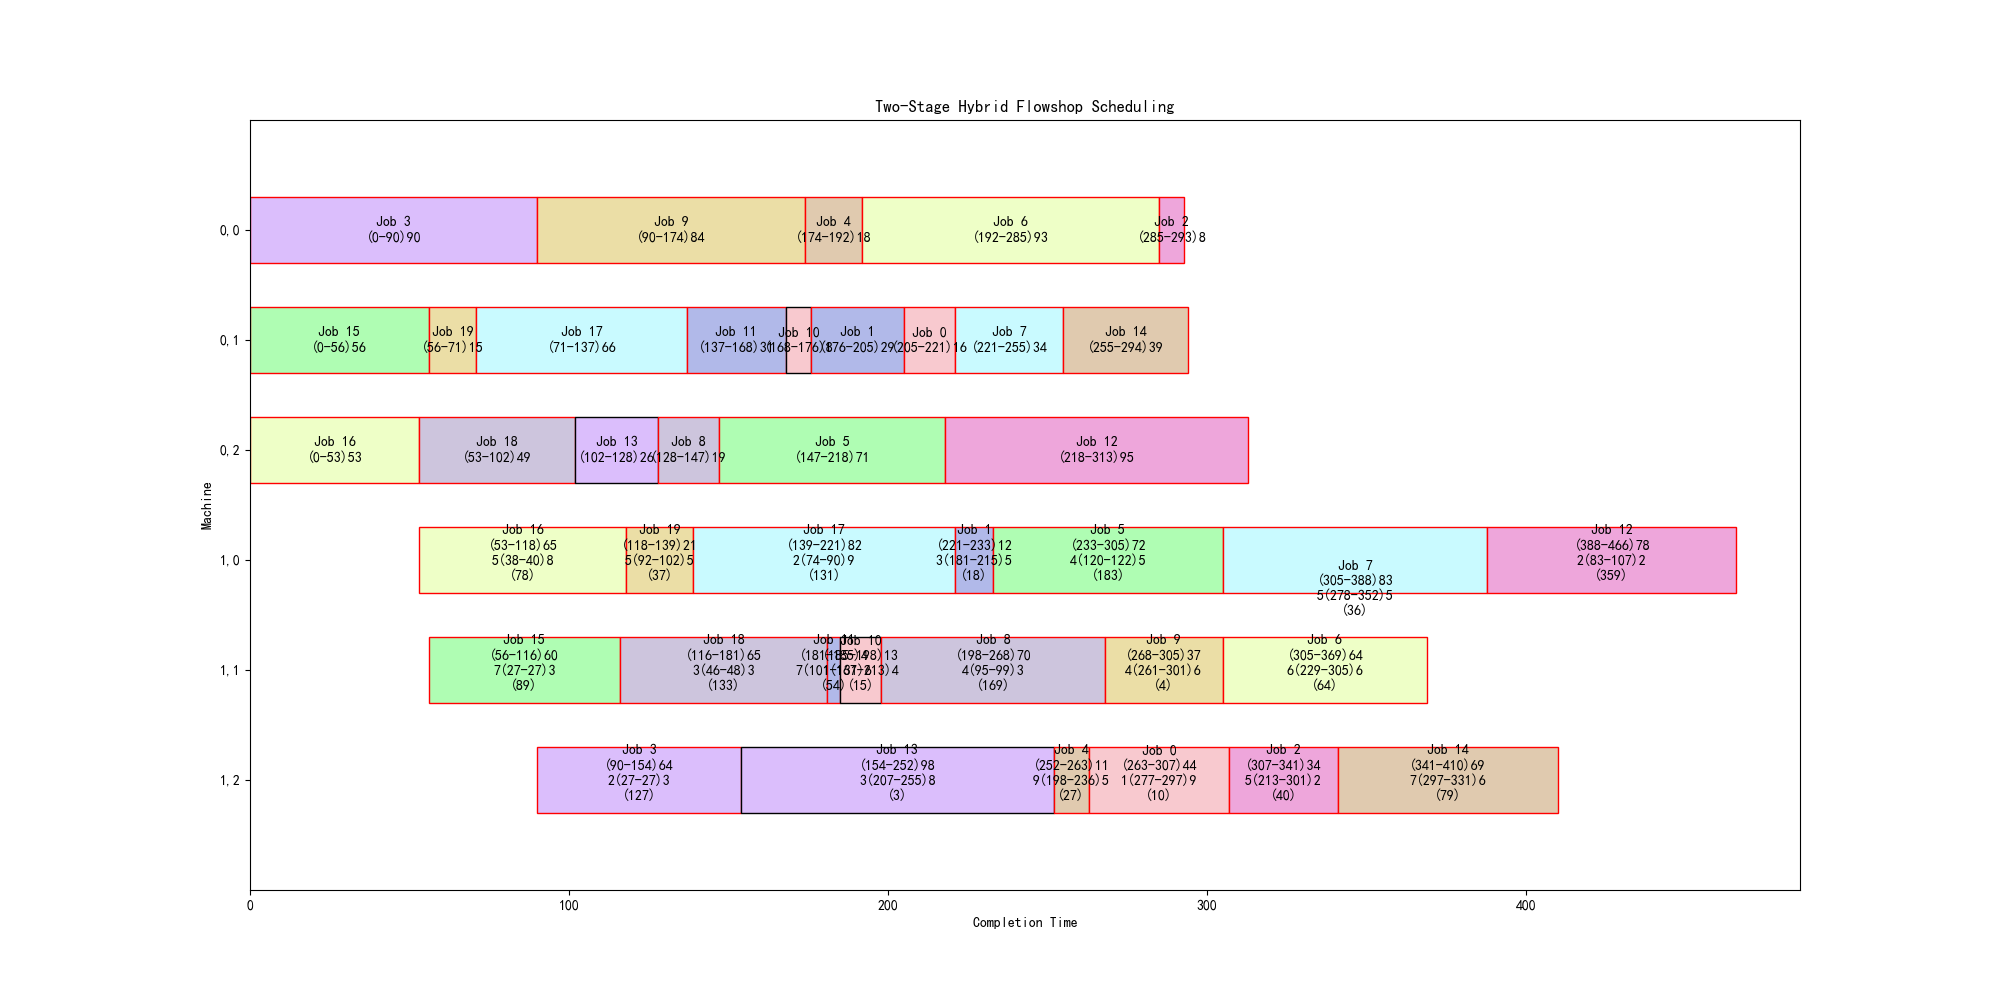 Two-Stage Hybrid Flowshop Scheduling
0,0
Job 3
(0-90)90
Job 9
(90-174)84
Job 4
(174-192)18
Job 6
(192-285)93
Job 2
(285-293)8
0,1
Job 15
(0-56)56
Job 19
(56-71)15
Job 17
(71-137)66
Job 11
(137-168)31
Job 10
(168-176)8
Job 1
(176-205)29
Job 0
(205-221)16
Job 7
(221-255)34
Job 14
(255-294)39
0,2
Job 16
(0-53)53
Job 18
(53-102)49
Job 13
(102-128)26
Job 8
(128-147)19
Job 5
(147-218)71
Job 12
(218-313)95
Machine
1,0
Job 16
(53-118)65
5(38-40)8
(78)
Job 19
(118-139)21
5(92-102)5
(37)
Job 17
(139-221)82
2(74-90)9
(131)
Job 1
(221-233)12
3(181-215)5
(18)
Job 5
(233-305)72
4(120-122)5
(183)
Job 7
(305-388)83
5(278-352)5
(36)
Job 12
(388-466)78
2(83-107)2
(359)
1,1
Job 15
(56-116)60
7(27-27)3
(89)
Job 18
(116-181)65
3(46-48)3
(133)
Job 11
(181-185)4
(54)
Job 10
(185-198)13
(15)
Job 8
(198-268)70
4(95-99)3
(169)
Job 9
(268-305)37
4(261-301)6
(4)
Job 6
(305-369)64
6(229-305)6
(64)
1,2
Job 3
(90-154)64
2(27-27)3
(127)
Job 13
(154-252)98
3(207-255)8
(3)
Job 4
(252-263)11
9(198-236)5
(27)
Job 0
(263-307)44
1(277-297)9
(10)
Job 2
(307-341)34
5(213-301)2
(40)
Job 14
(341-410)69
7(297-331)6
(79)
0
100
200
300
400
Completion Time